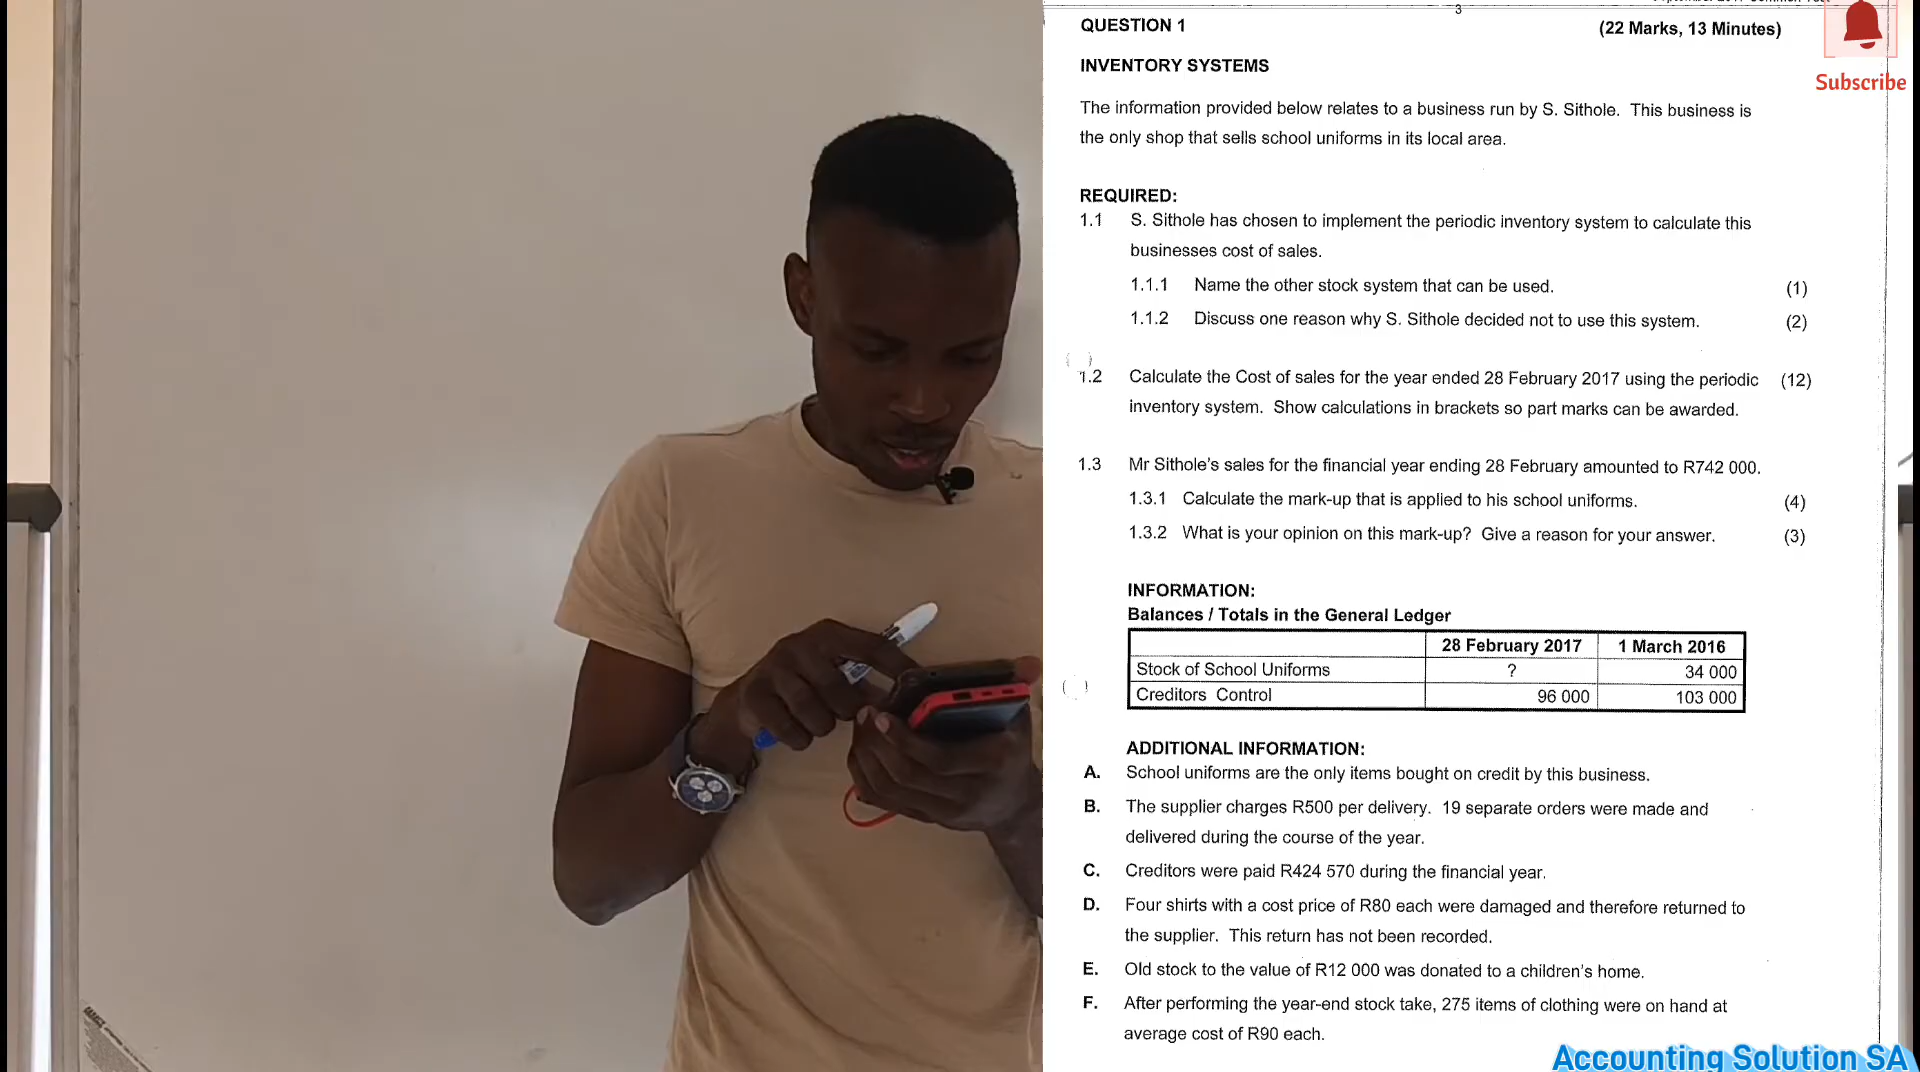 3
QUESTION 1
(22 Marks, 13 Minutes)
INVENTORY SYSTEMS
Subscribe
The information provided below relates to a business run by S. Sithole. This business is
the only shop that sells school uniforms in its local area.
REQUIRED:
1.1 S. Sithole has chosen to implement the periodic inventory system to calculate this
businesses cost of sales.
1.1.1 Name the other stock system that can be used. (1)
1.1.2 Discuss one reason why S. Sithole decided not to use this system. (2)
1.2 Calculate the Cost of sales for the year ended 28 February 2017 using the periodic (12)
inventory system. Show calculations in brackets so part marks can be awarded.
1.3 Mr Sithole's sales for the financial year ending 28 February amounted to R742 000.
1.3.1 Calculate the mark-up that is applied to his school uniforms. (4)
1.3.2 What is your opinion on this mark-up? Give a reason for your answer. (3)
INFORMATION:
Balances / Totals in the General Ledger
28 February 2017 1 March 2016
Stock of School Uniforms ? 34 000
Creditors Control 96 000 103 000
ADDITIONAL INFORMATION:
A. School uniforms are the only items bought on credit by this business.
B. The supplier charges R500 per delivery. 19 separate orders were made and
delivered during the course of the year.
C. Creditors were paid R424 570 during the financial year.
D. Four shirts with a cost price of R80 each were damaged and therefore returned to
the supplier. This return has not been recorded.
E. Old stock to the value of R12 000 was donated to a children's home.
F. After performing the year-end stock take, 275 items of clothing were on hand at
average cost of R90 each.
Accounting Solution SA